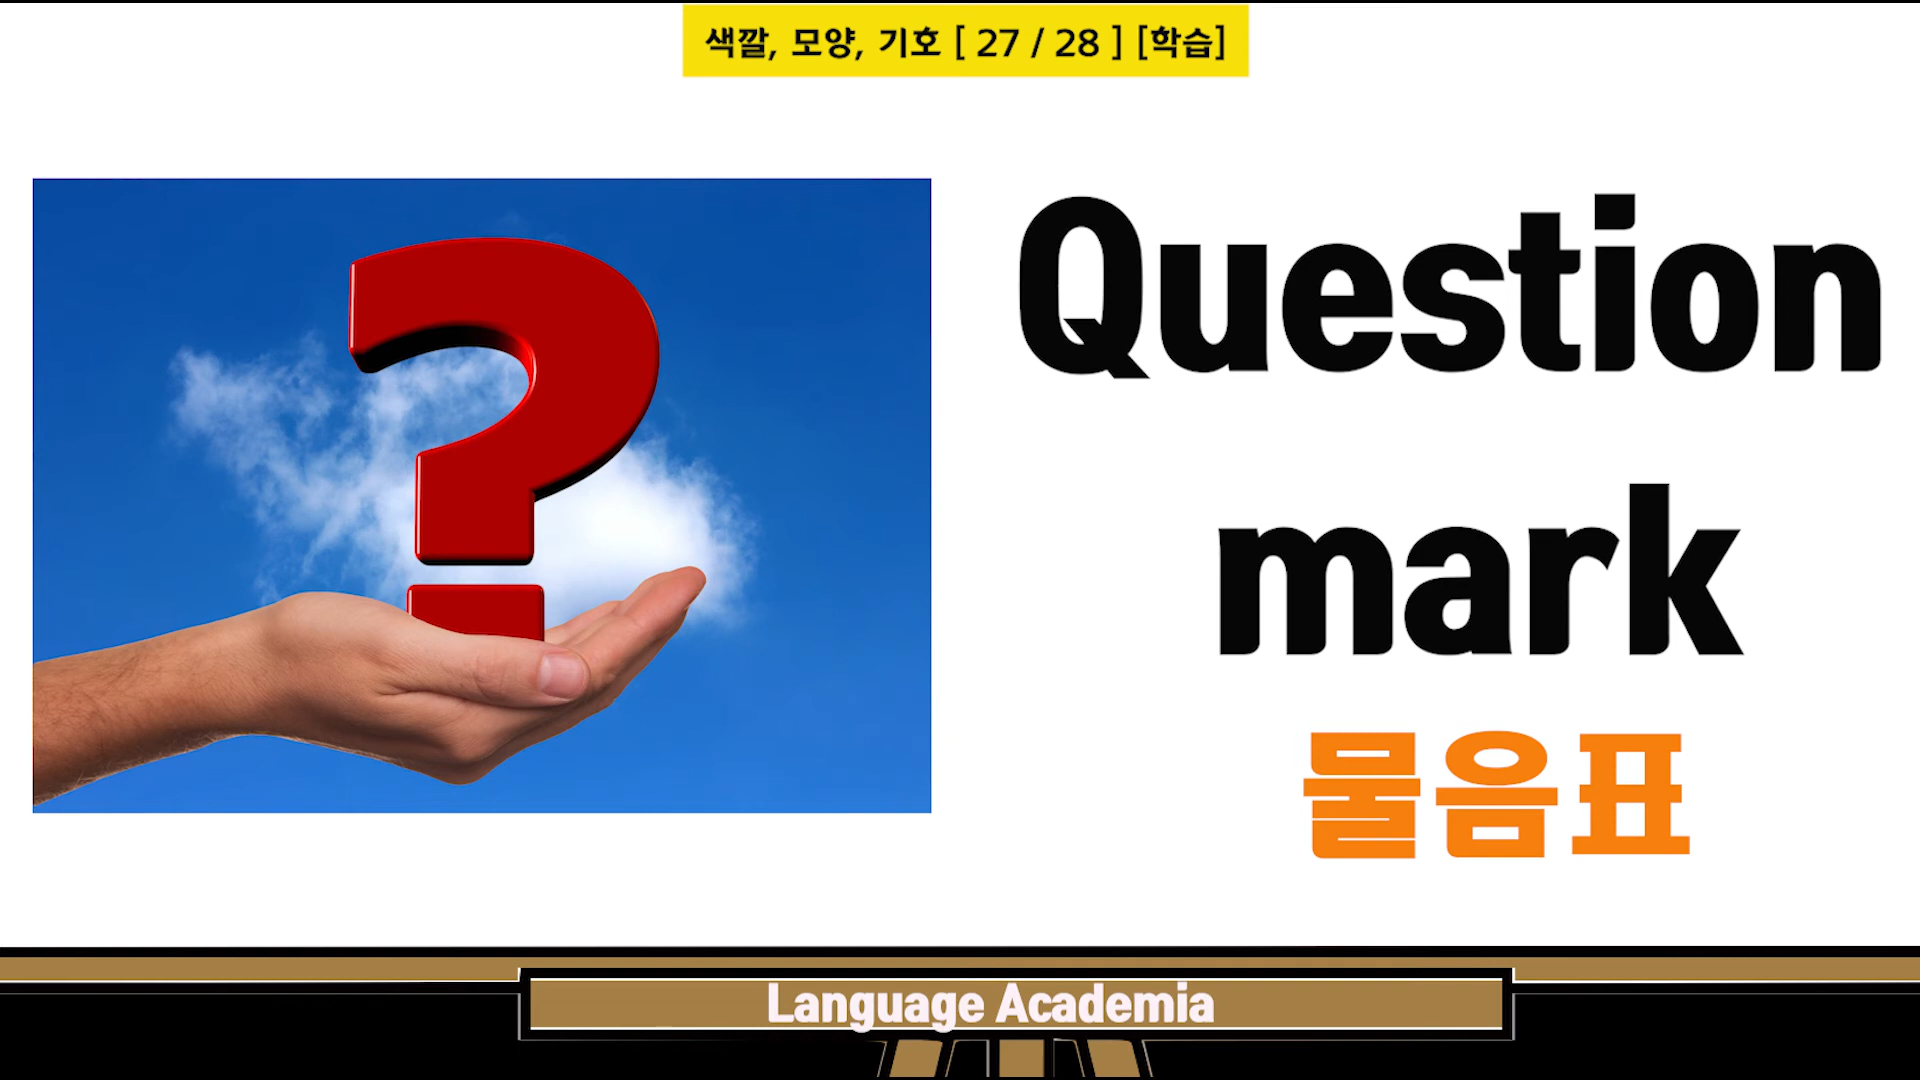 색깔, 모양, 기호 [ 27 / 28 ] [학습]
?
Question
mark
물음표
Language Academia